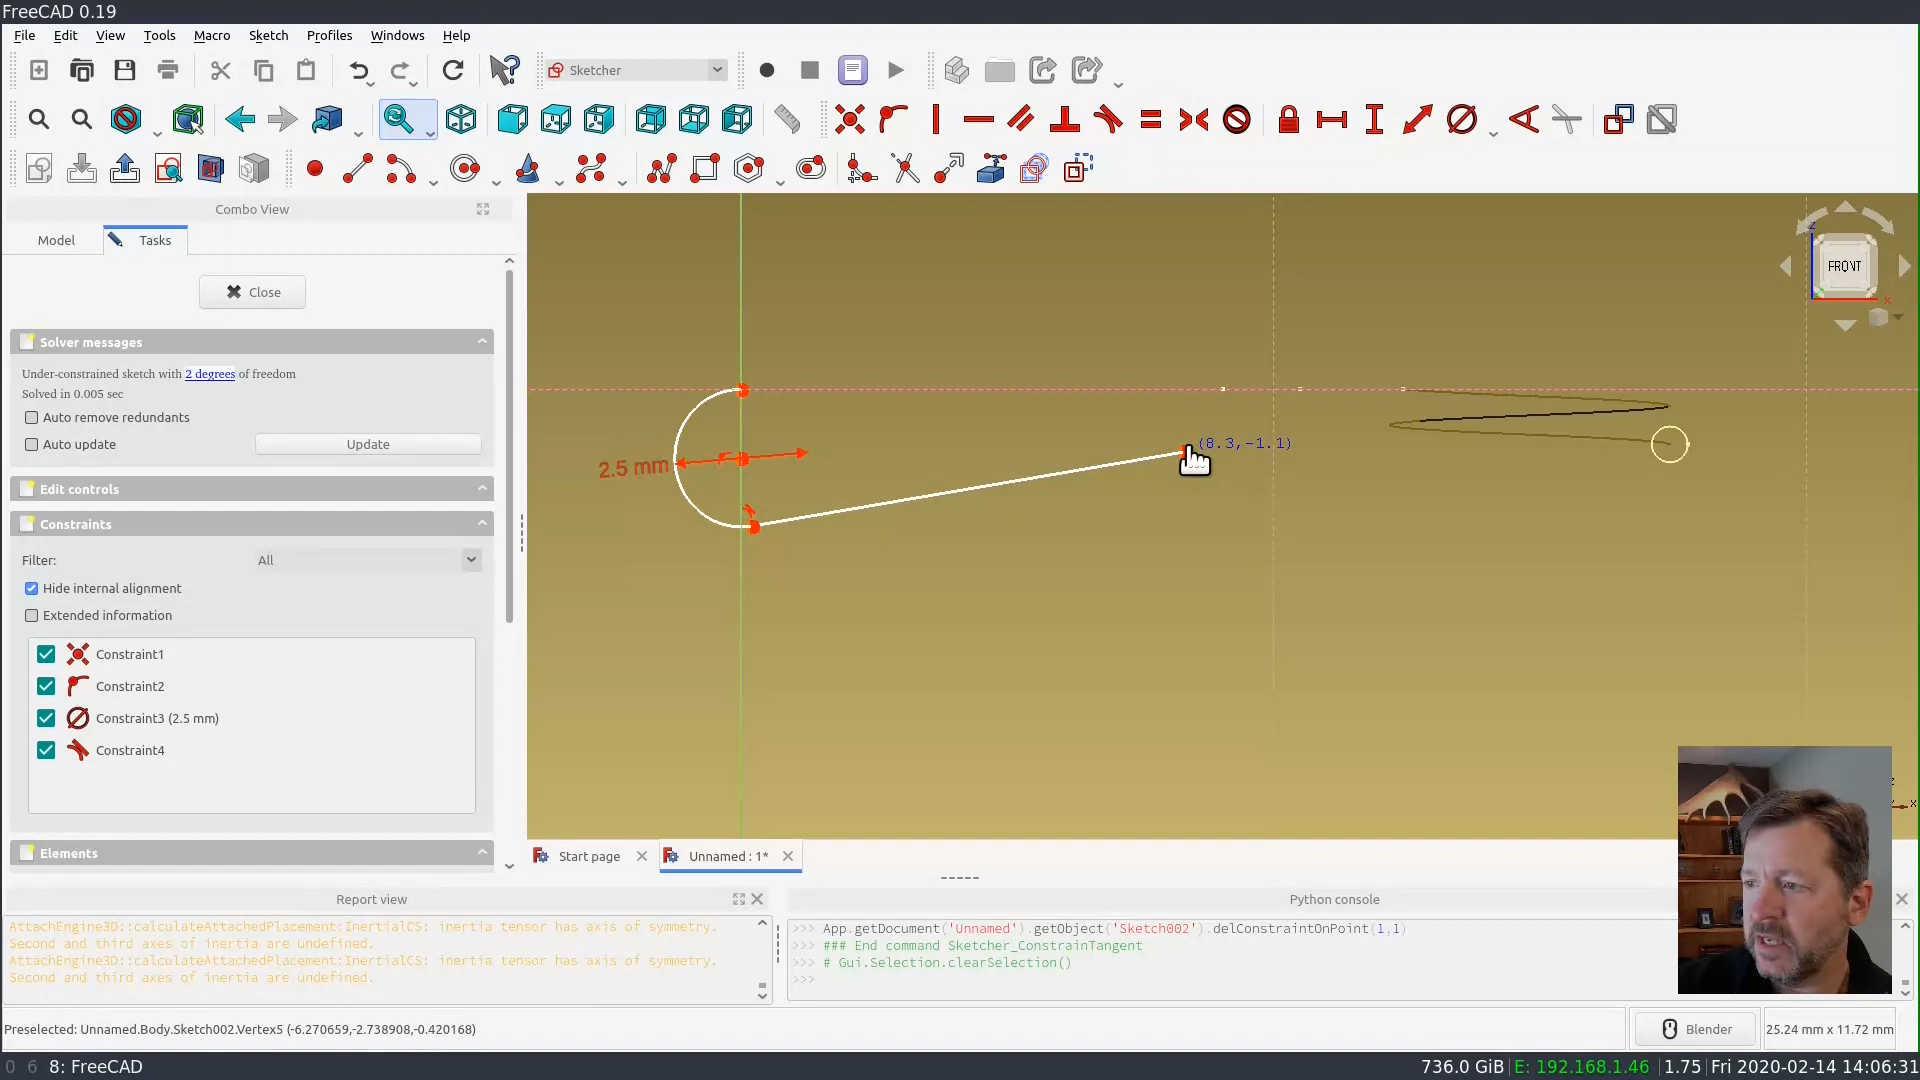 FreeCAD 0.19
File Edit View Tools Macro Sketch Profiles Windows Help
Sketcher
Combo View
Model Tasks
Close
Solver messages
Under-constrained sketch with 2 degrees of freedom
Solved in 0.005 sec
Auto remove redundants
Auto update Update
Edit controls
Constraints
Filter: All
Hide internal alignment
Extended information
Constraint1
Constraint2
Constraint3 (2.5 mm)
Constraint4
Elements
2.5 mm
(8.3,-1.1)
FRONT
z
x
z
x
Start page Unnamed : 1*
Report view
AttachEngine3D::calculateAttachedPlacement:InertialCS: inertia tensor has axis of symmetry.
Second and third axes of inertia are undefined.
AttachEngine3D::calculateAttachedPlacement:InertialCS: inertia tensor has axis of symmetry.
Second and third axes of inertia are undefined.
Python console
>>> App.getDocument('Unnamed').getObject('Sketch002').delConstraintOnPoint(1,1)
>>> ### End command Sketcher_ConstrainTangent
>>> # Gui.Selection.clearSelection()
>>>
Preselected: Unnamed.Body.Sketch002.Vertex5 (-6.270659,-2.738908,-0.420168)
Blender 25.24 mm x 11.72 mm
0 6 8: FreeCAD
736.0 GiB E: 192.168.1.46 1.75 Fri 2020-02-14 14:06:31